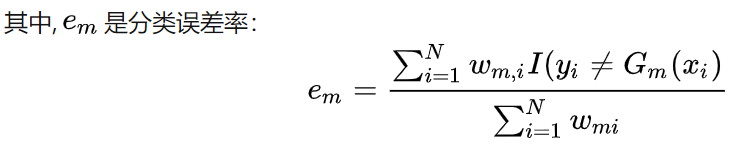 其中, $e_m$ 是分类误差率:
$e_m = \frac{\sum_{i=1}^{N} w_{m,i} I(y_i \neq G_m(x_i)}{\sum_{i=1}^{N} w_{mi}}$